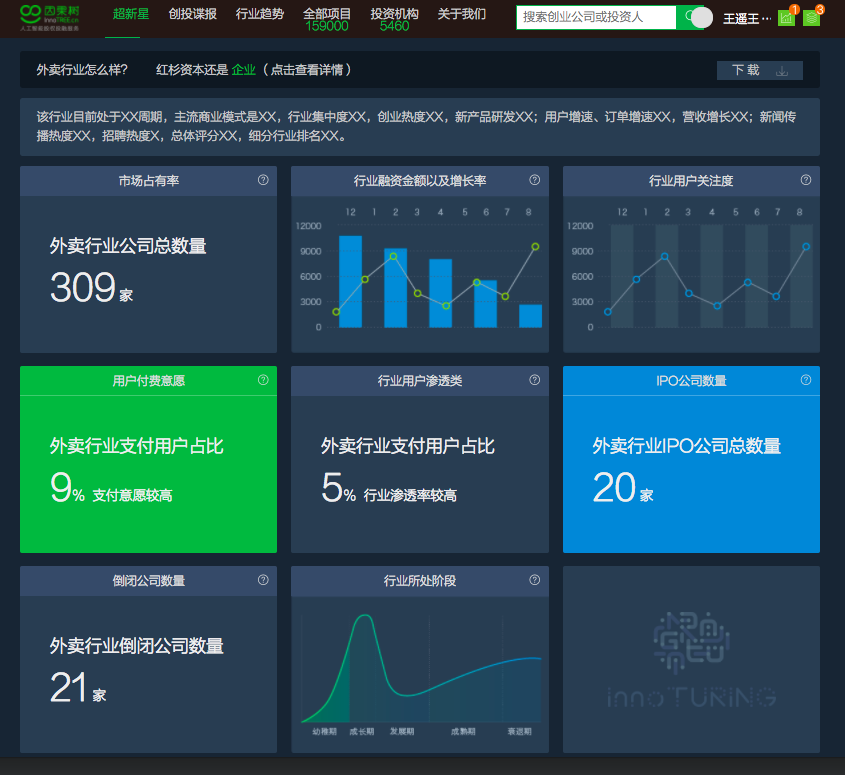 因果树
innoTREE.cn
人工智能股权投融服务
超新星 创投谍报 行业趋势 全部项目 投资机构 关于我们
159000 5460
搜索创业公司或投资人
王遥王 ··· 1 3
外卖行业怎么样? 红杉资本还是 企业 ( 点击查看详情 ) 下 载
该行业目前处于XX周期，主流商业模式是XX，行业集中度XX，创业热度XX，新产品研发XX；用户增速、订单增速XX，营收增长XX；新闻传
播热度XX，招聘热度X，总体评分XX，细分行业排名XX。
市场占有率 ?
外卖行业公司总数量
309 家
行业融资金额以及增长率 ?
12 1 2 3 4 5 6 7 8
12000
9000
6000
3000
0
行业用户关注度 ?
12 1 2 3 4 5 6 7 8
12000
9000
6000
3000
0
用户付费意愿 ?
外卖行业支付用户占比
9% 支付意愿较高
行业用户渗透类 ?
外卖行业支付用户占比
5% 行业渗透率较高
IPO公司数量 ?
外卖行业IPO公司总数量
20 家
倒闭公司数量 ?
外卖行业倒闭公司数量
21 家
行业所处阶段 ?
幼稚期 成长期 发展期 成熟期 衰退期
innoTURING